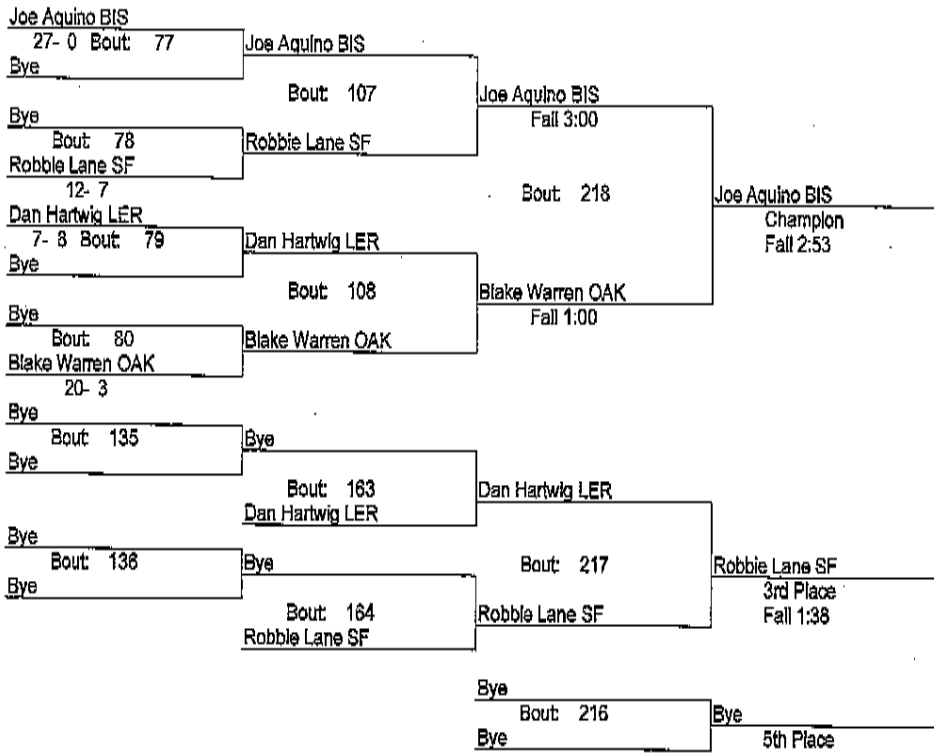 Joe Aquino BIS
27- 0 Bout: 77
Bye
Joe Aquino BIS
Bout: 107
Bye
Bout: 78
Robbie Lane SF
12- 7
Robbie Lane SF
Joe Aquino BIS
Fall 3:00
Bout: 218
Dan Hartwig LER
7- 8 Bout: 79
Bye
Dan Hartwig LER
Bout: 108
Bye
Bout: 80
Blake Warren OAK
20- 3
Blake Warren OAK
Blake Warren OAK
Fall 1:00
Joe Aquino BIS
Champion
Fall 2:53
Bye
Bout: 135
Bye
Bye
Bout: 163
Dan Hartwig LER
Dan Hartwig LER
Bout: 217
Bye
Bout: 136
Bye
Bye
Bout: 164
Robbie Lane SF
Robbie Lane SF
Robbie Lane SF
3rd Place
Fall 1:38
Bye
Bout: 216
Bye
Bye
5th Place